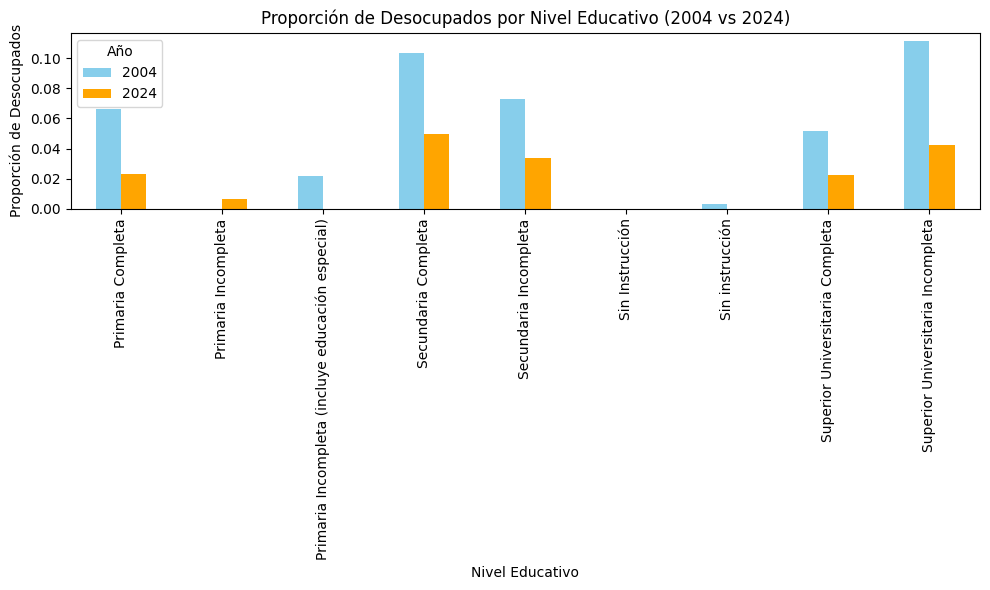 Proporción de Desocupados por Nivel Educativo (2004 vs 2024)
Proporción de Desocupados
0.10
0.08
0.06
0.04
0.02
0.00
Año
2004
2024
Primaria Completa
Primaria Incompleta
Primaria Incompleta (incluye educación especial)
Secundaria Completa
Secundaria Incompleta
Sin Instrucción
Sin instrucción
Superior Universitaria Completa
Superior Universitaria Incompleta
Nivel Educativo